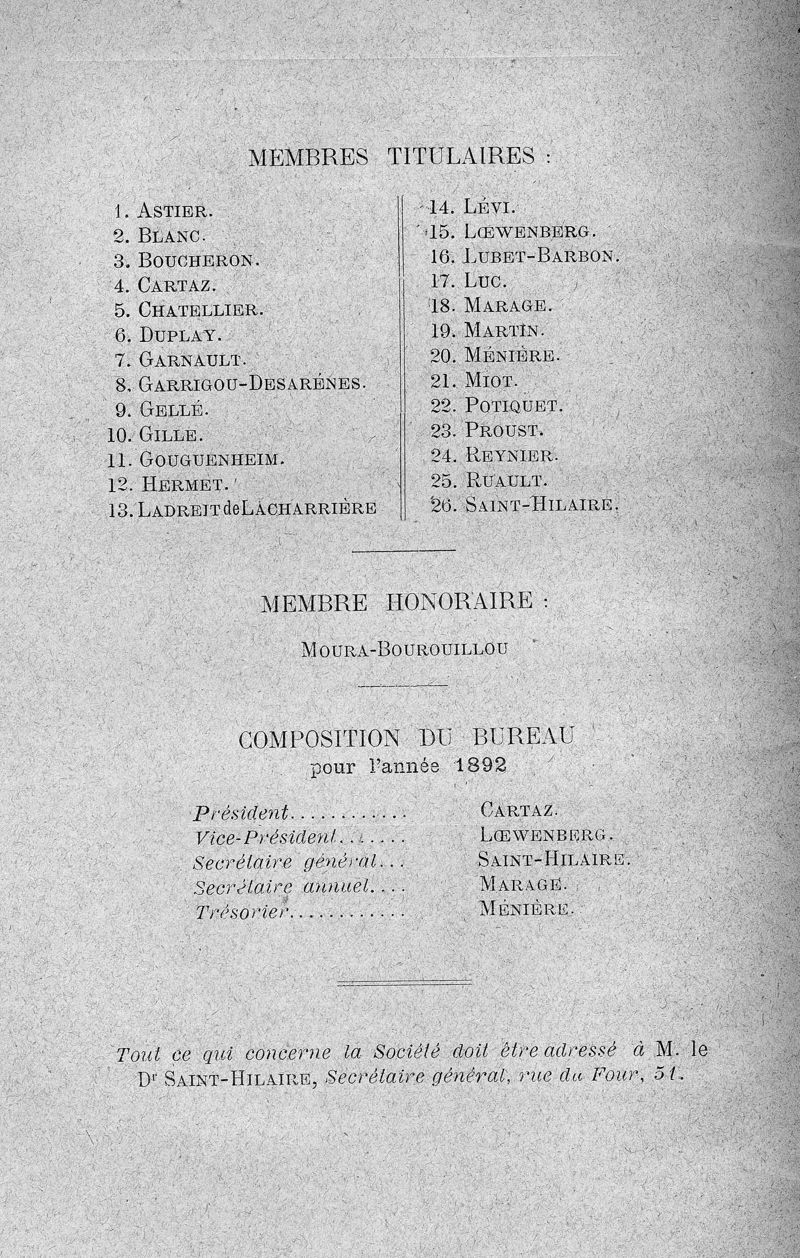 MEMBRES TITULAIRES :
1. ASTIER.
2. BLANC.
3. BOUCHERON.
4. CARTAZ.
5. CHATELLIER.
6. DUPLAY.
7. GARNAULT.
8. GARRIGOU-DESARÉNES.
9. GELLÉ.
10. GILLE.
11. GOUGUENHEIM.
12. HERMET.
13. LADREIT de LACHARRIÈRE
14. LÉVI.
15. LŒWENBERG.
16. LUBET-BARBON.
17. LUC.
18. MARAGE.
19. MARTIN.
20. MÉNIÈRE.
21. MIOT.
22. POTIQUET.
23. PROUST.
24. REYNIER.
25. RUAULT.
26. SAINT-HILAIRE.
MEMBRE HONORAIRE :
MOURA-BOUROUILLOU
COMPOSITION DU BUREAU
pour l'année 1892
Président............ CARTAZ.
Vice-Président....... LŒWENBERG.
Secrétaire général... SAINT-HILAIRE.
Secrétaire annuel.... MARAGE.
Trésorier............ MÉNIÈRE.
Tout ce qui concerne la Société doit être adressé à M. le
Dr SAINT-HILAIRE, Secrétaire général, rue du Four, 51.